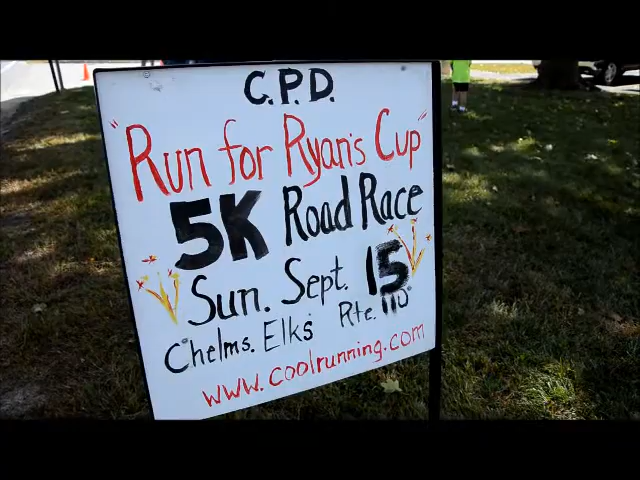 C.P.D.
"Run for Ryan's Cup"
5K Road Race
Sun. Sept. 15
Chelms. Elks Rte. 110
www.coolrunning.com